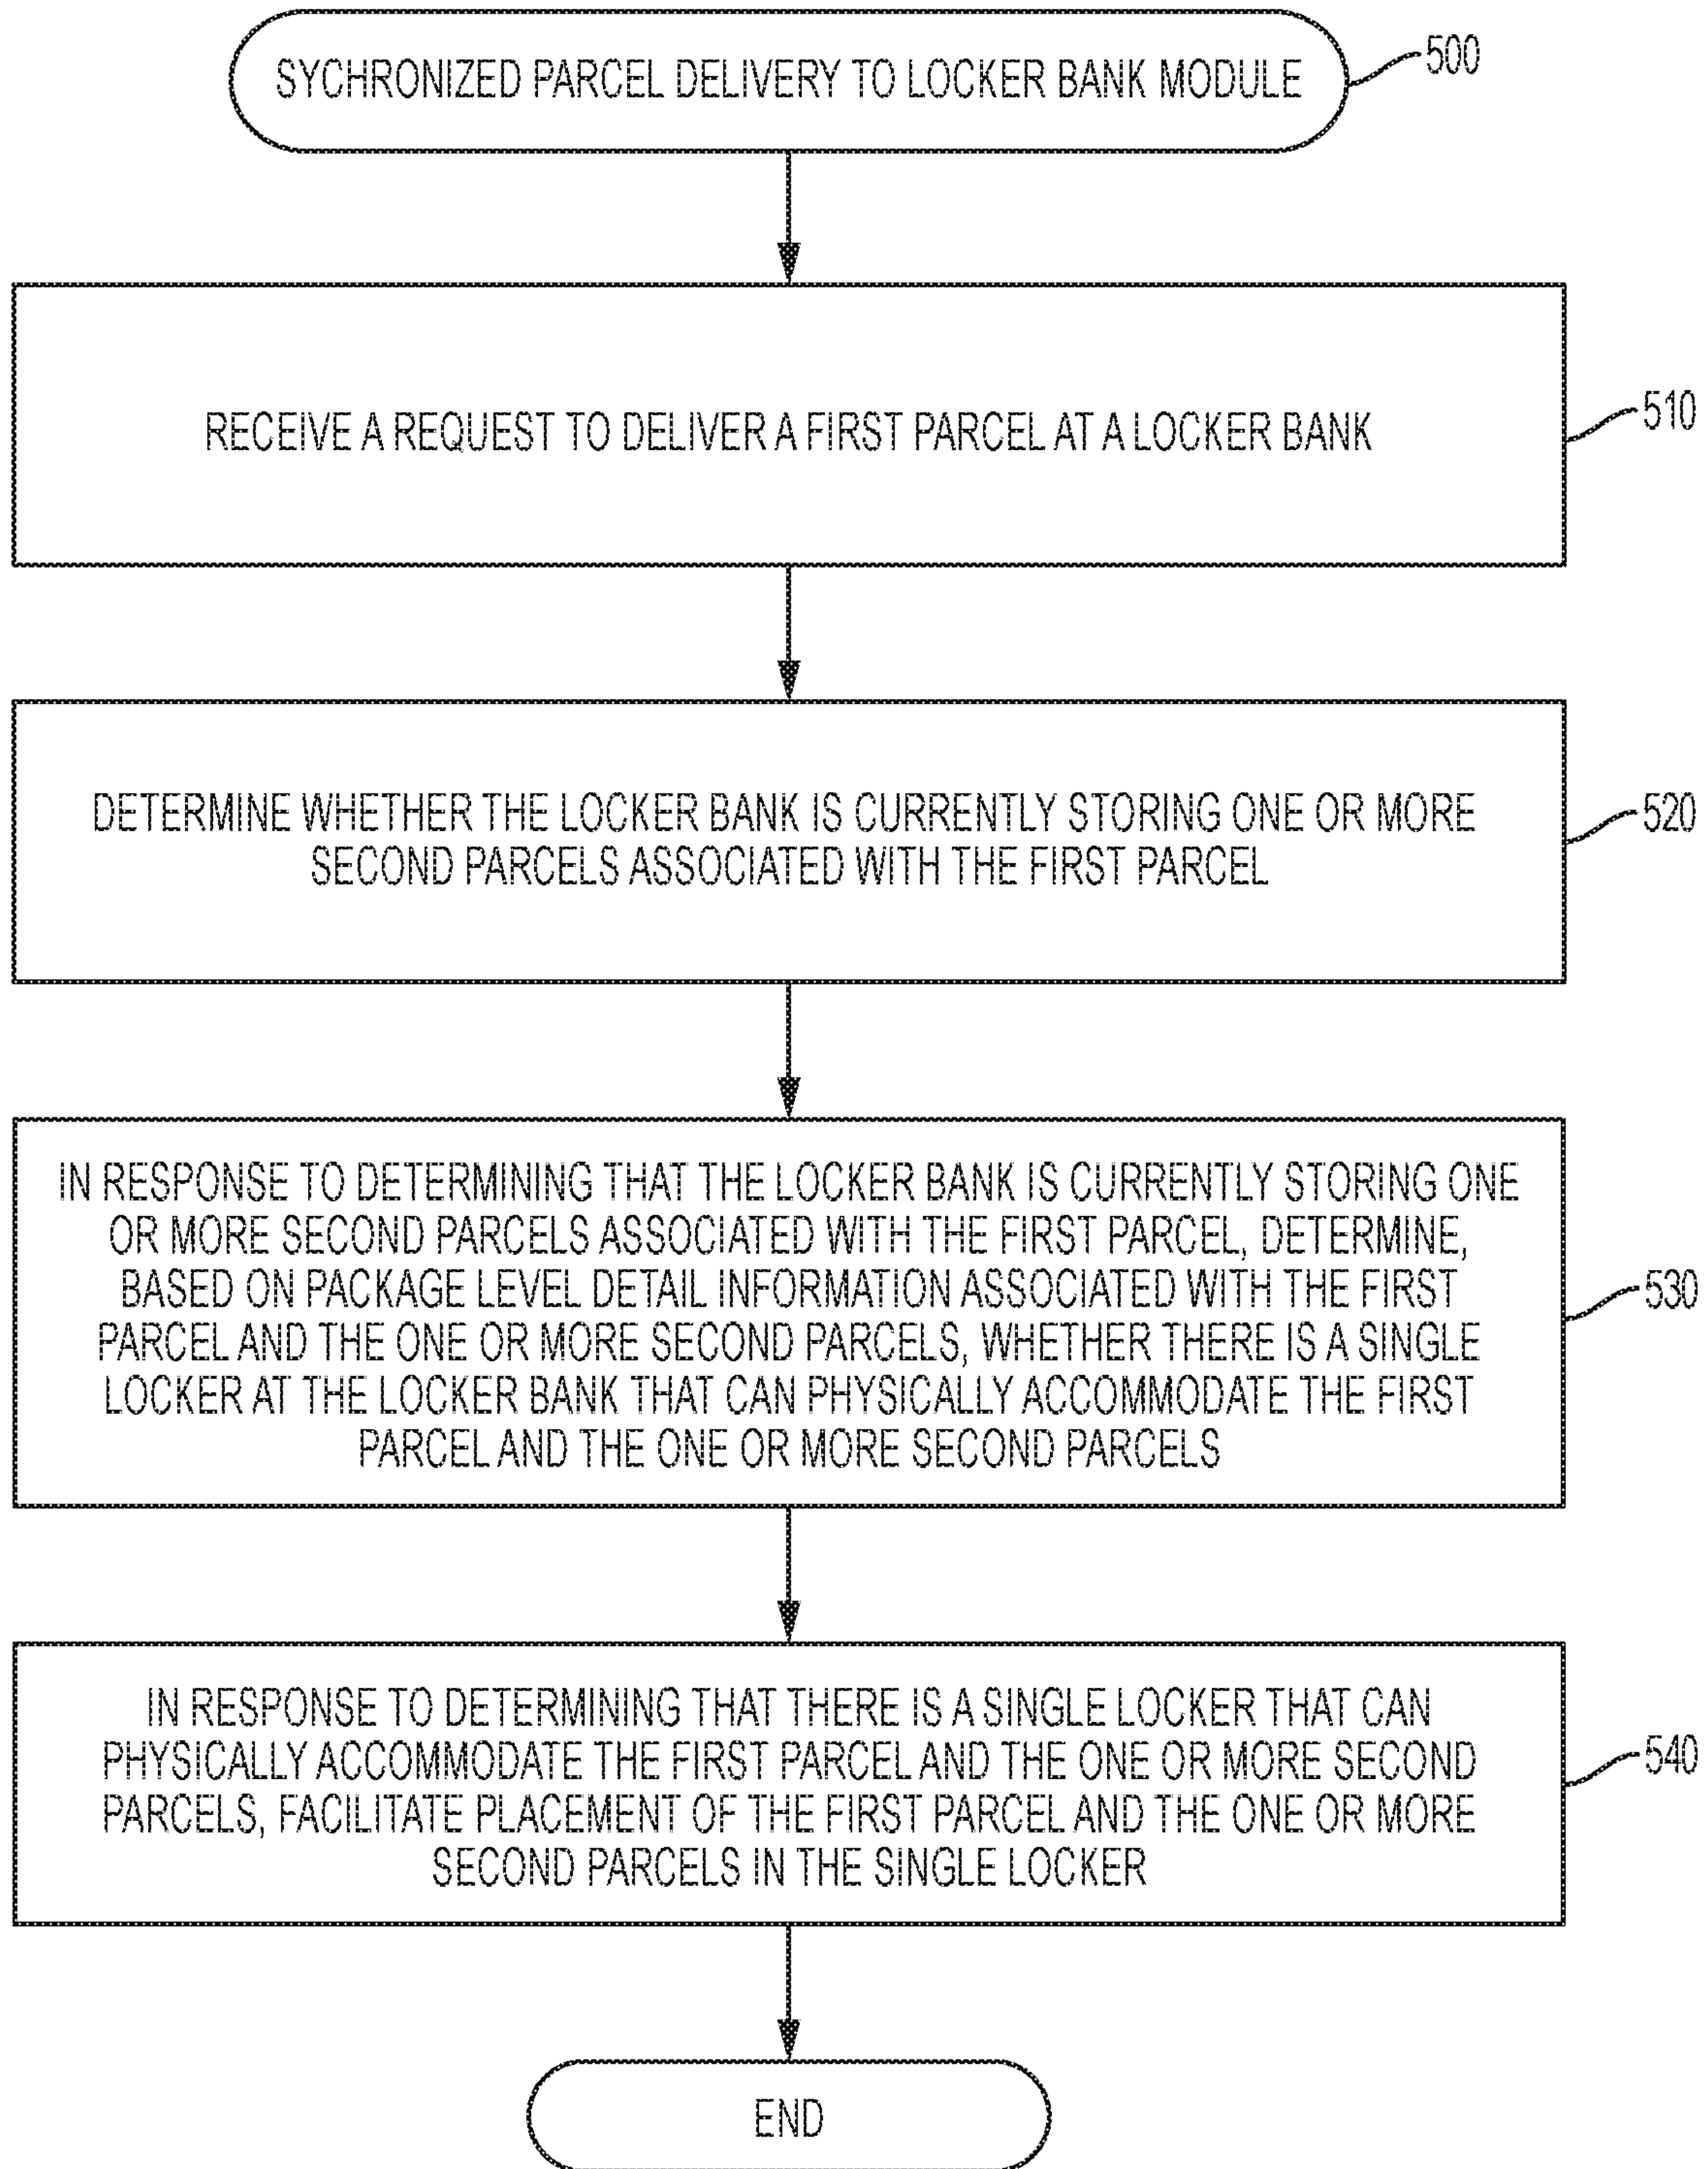 SYCHRONIZED PARCEL DELIVERY TO LOCKER BANK MODULE
500
RECEIVE A REQUEST TO DELIVER A FIRST PARCEL AT A LOCKER BANK
510
DETERMINE WHETHER THE LOCKER BANK IS CURRENTLY STORING ONE OR MORE
SECOND PARCELS ASSOCIATED WITH THE FIRST PARCEL
520
IN RESPONSE TO DETERMINING THAT THE LOCKER BANK IS CURRENTLY STORING ONE
OR MORE SECOND PARCELS ASSOCIATED WITH THE FIRST PARCEL, DETERMINE,
BASED ON PACKAGE LEVEL DETAIL INFORMATION ASSOCIATED WITH THE FIRST
PARCEL AND THE ONE OR MORE SECOND PARCELS, WHETHER THERE IS A SINGLE
LOCKER AT THE LOCKER BANK THAT CAN PHYSICALLY ACCOMMODATE THE FIRST
PARCEL AND THE ONE OR MORE SECOND PARCELS
530
IN RESPONSE TO DETERMINING THAT THERE IS A SINGLE LOCKER THAT CAN
PHYSICALLY ACCOMMODATE THE FIRST PARCEL AND THE ONE OR MORE SECOND
PARCELS, FACILITATE PLACEMENT OF THE FIRST PARCEL AND THE ONE OR MORE
SECOND PARCELS IN THE SINGLE LOCKER
540
END